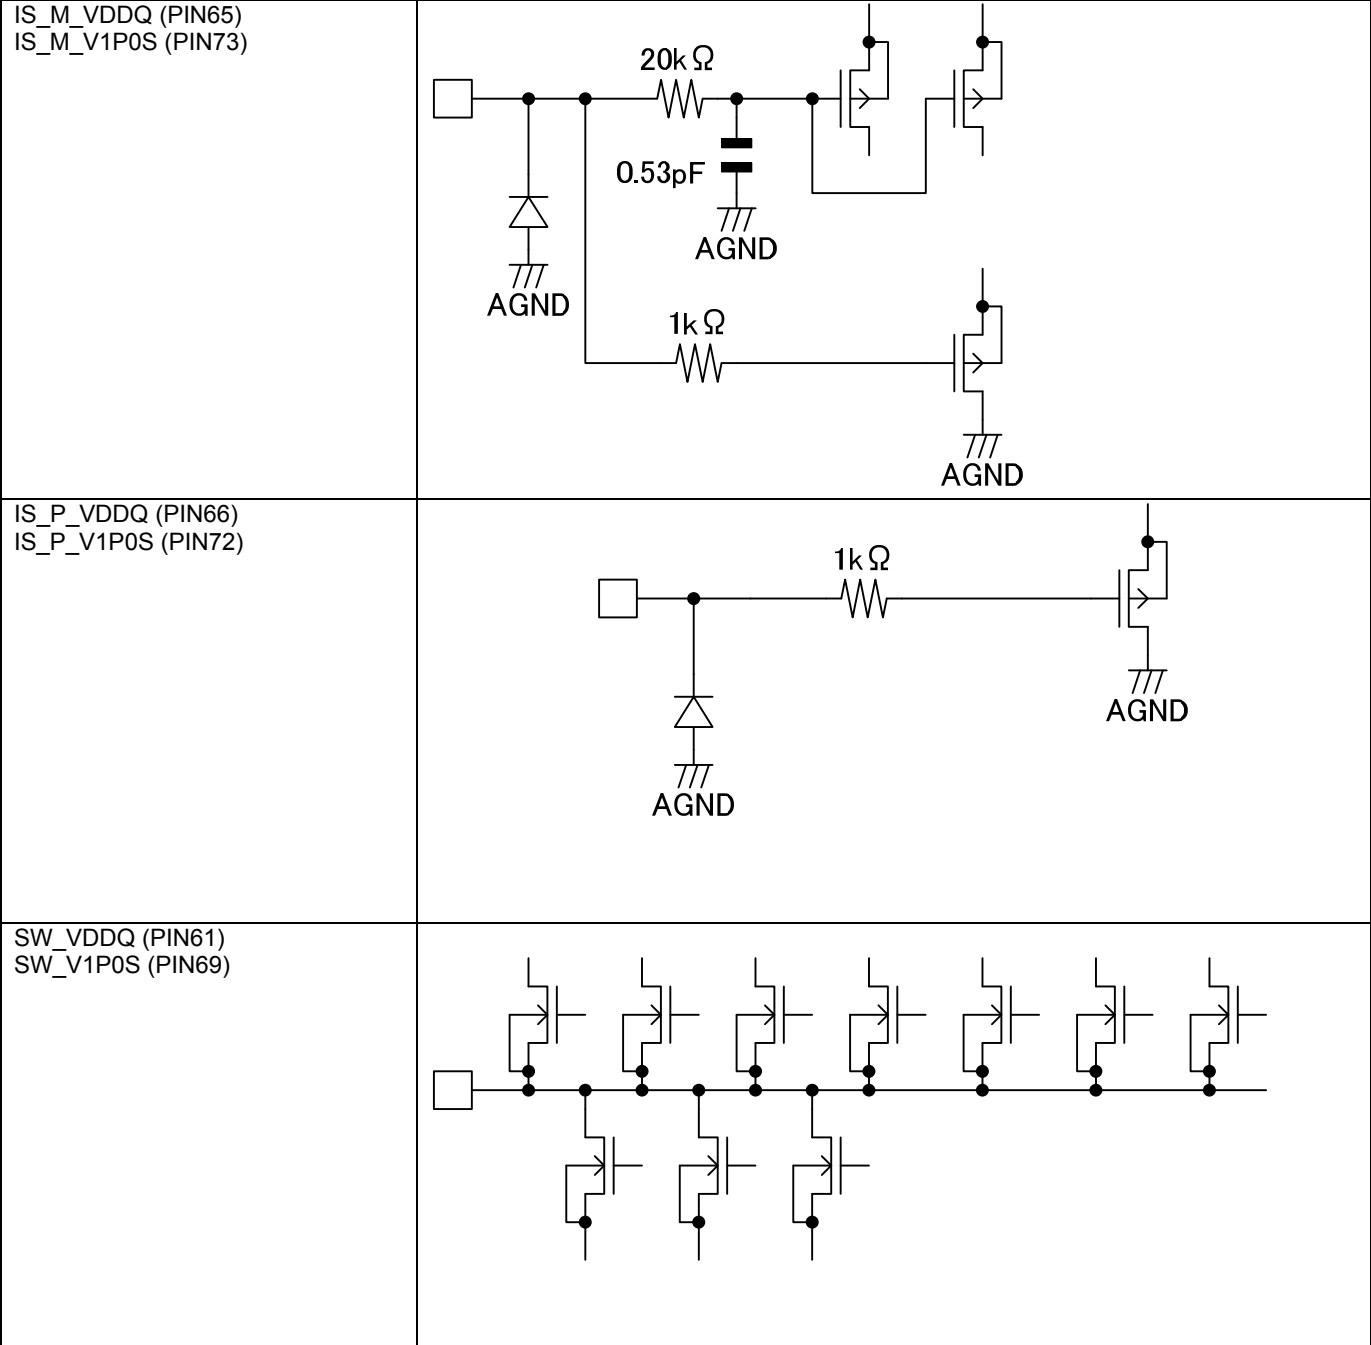 IS_M_VDDQ (PIN65)
IS_M_V1P0S (PIN73)
20kΩ
0.53pF
AGND
AGND
1kΩ
AGND
IS_P_VDDQ (PIN66)
IS_P_V1P0S (PIN72)
1kΩ
AGND
AGND
SW_VDDQ (PIN61)
SW_V1P0S (PIN69)